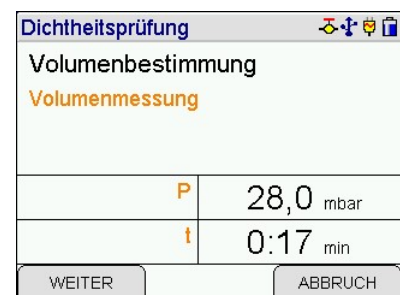 Dichtheitsprüfung
Volumenbestimmung
Volumenmessung
P 28,0 mbar
t 0:17 min
WEITER ABBRUCH